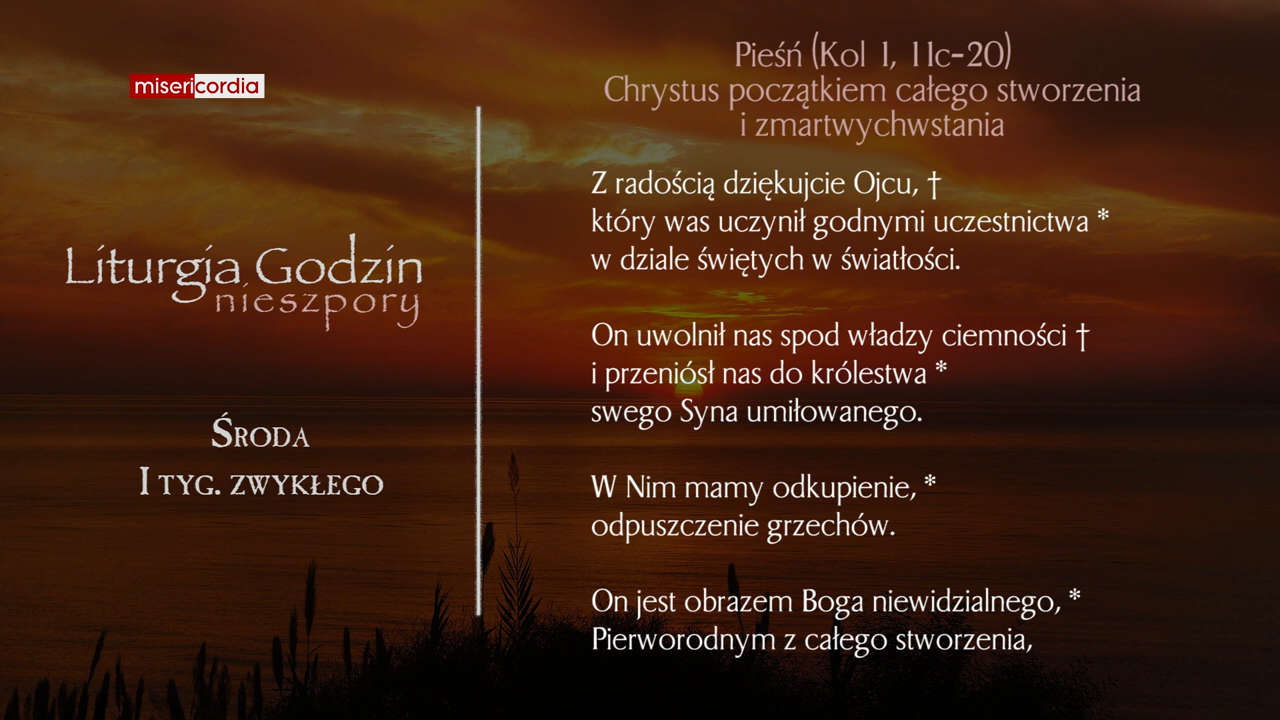 misericordia
Liturgia Godzin
nieszpory
Środa
I tyg. zwykłego
Pieśń (Kol 1, 11c-20)
Chrystus początkiem całego stworzenia
i zmartwychwstania
Z radością dziękujcie Ojcu, †
który was uczynił godnymi uczestnictwa *
w dziale świętych w światłości.
On uwolnił nas spod władzy ciemności †
i przeniósł nas do królestwa *
swego Syna umiłowanego.
W Nim mamy odkupienie, *
odpuszczenie grzechów.
On jest obrazem Boga niewidzialnego, *
Pierworodnym z całego stworzenia,